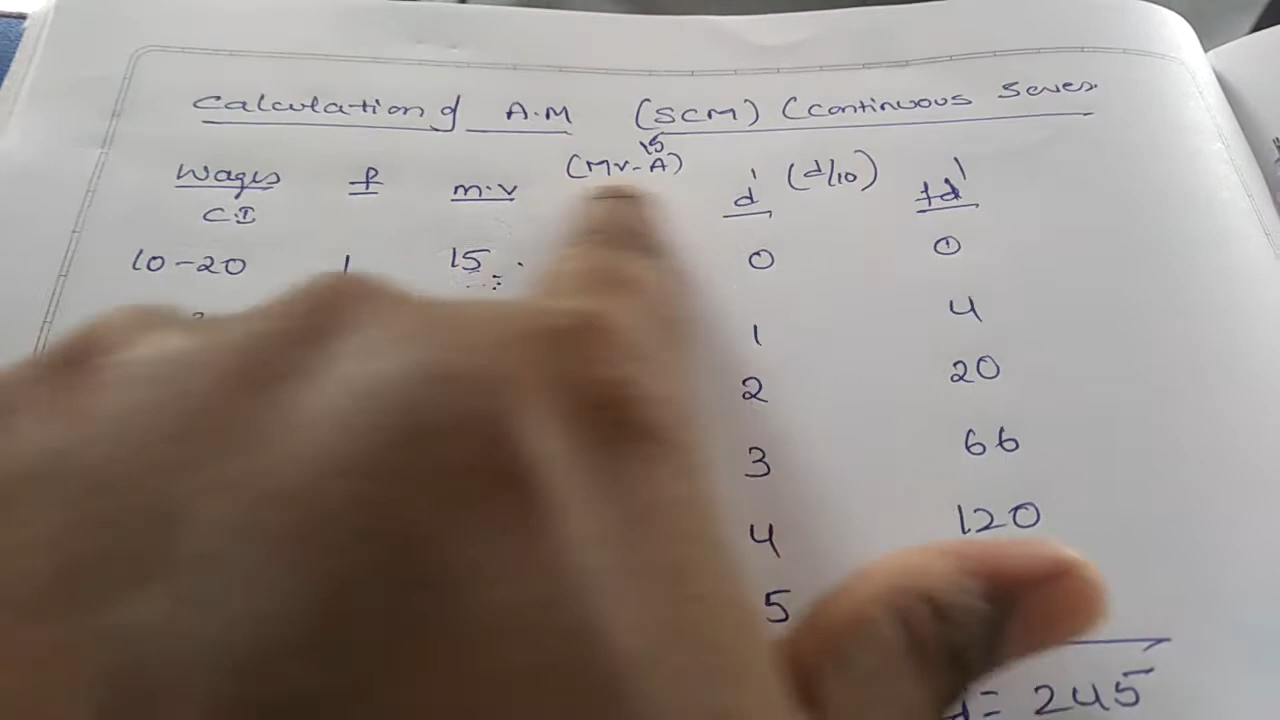 Calculation of A.M (SCM) (Continuous Series
Wages f m.v (Mv-A) 15 d' (d/10) fd'
C.I
10-20 1 15. 0 0
1 4
2 20
3 66
4 120
5
= 245